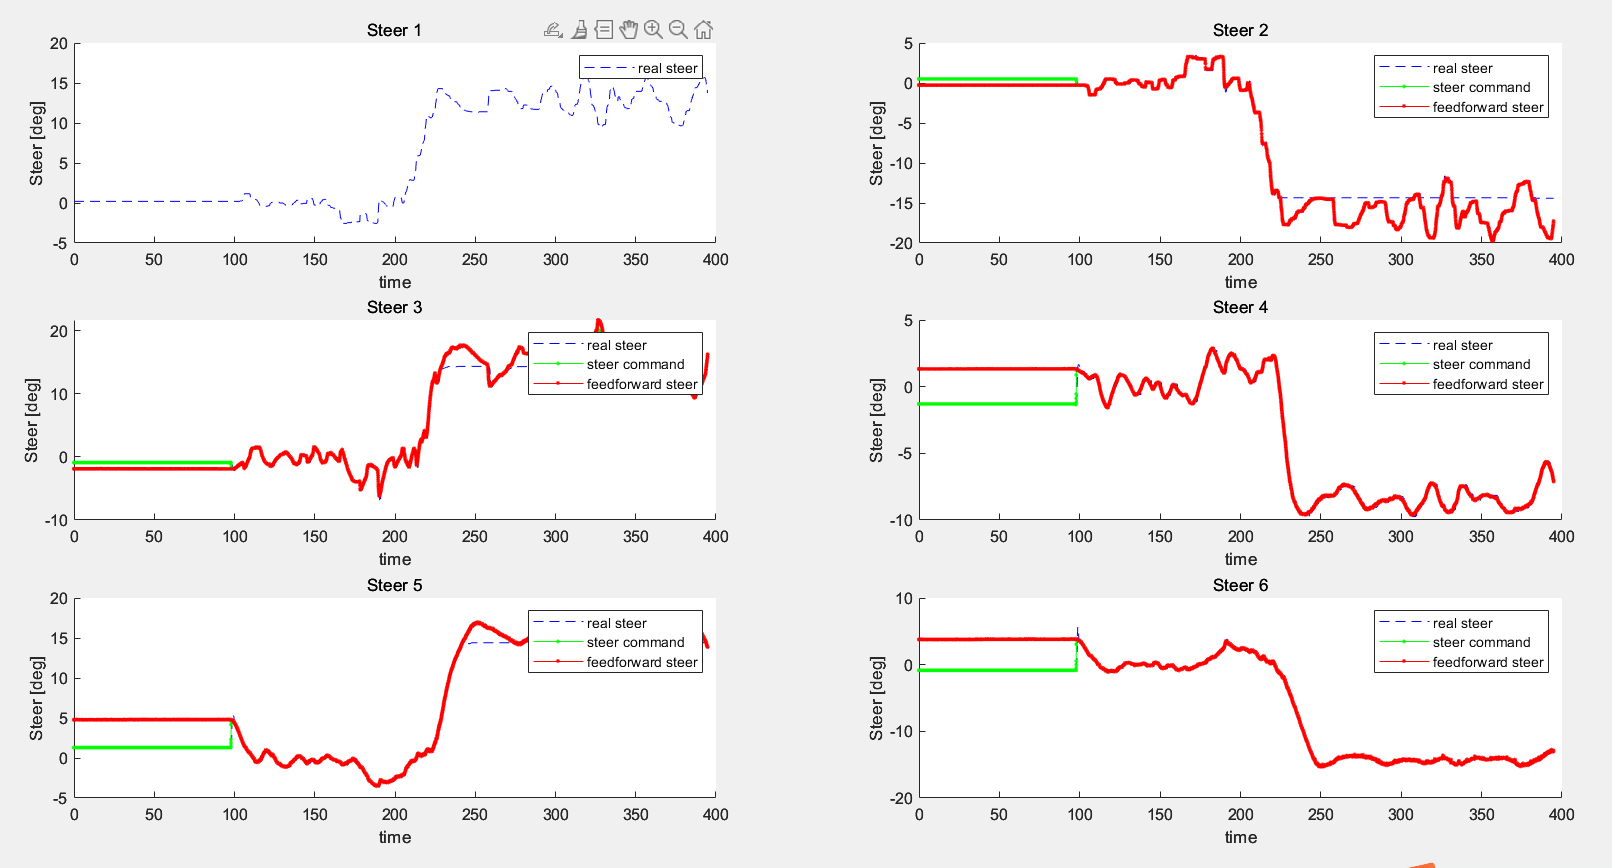 Steer 1
20
15
10
5
0
-5
Steer [deg]
real steer
0 50 100 150 200 250 300 350 400
time
Steer 2
5
0
-5
-10
-15
-20
Steer [deg]
real steer
steer command
feedforward steer
0 50 100 150 200 250 300 350 400
time
Steer 3
20
10
0
-10
Steer [deg]
real steer
steer command
feedforward steer
0 50 100 150 200 250 300 350 400
time
Steer 4
5
0
-5
-10
Steer [deg]
real steer
steer command
feedforward steer
0 50 100 150 200 250 300 350 400
time
Steer 5
20
15
10
5
0
-5
Steer [deg]
real steer
steer command
feedforward steer
0 50 100 150 200 250 300 350 400
time
Steer 6
10
0
-10
-20
Steer [deg]
real steer
steer command
feedforward steer
0 50 100 150 200 250 300 350 400
time